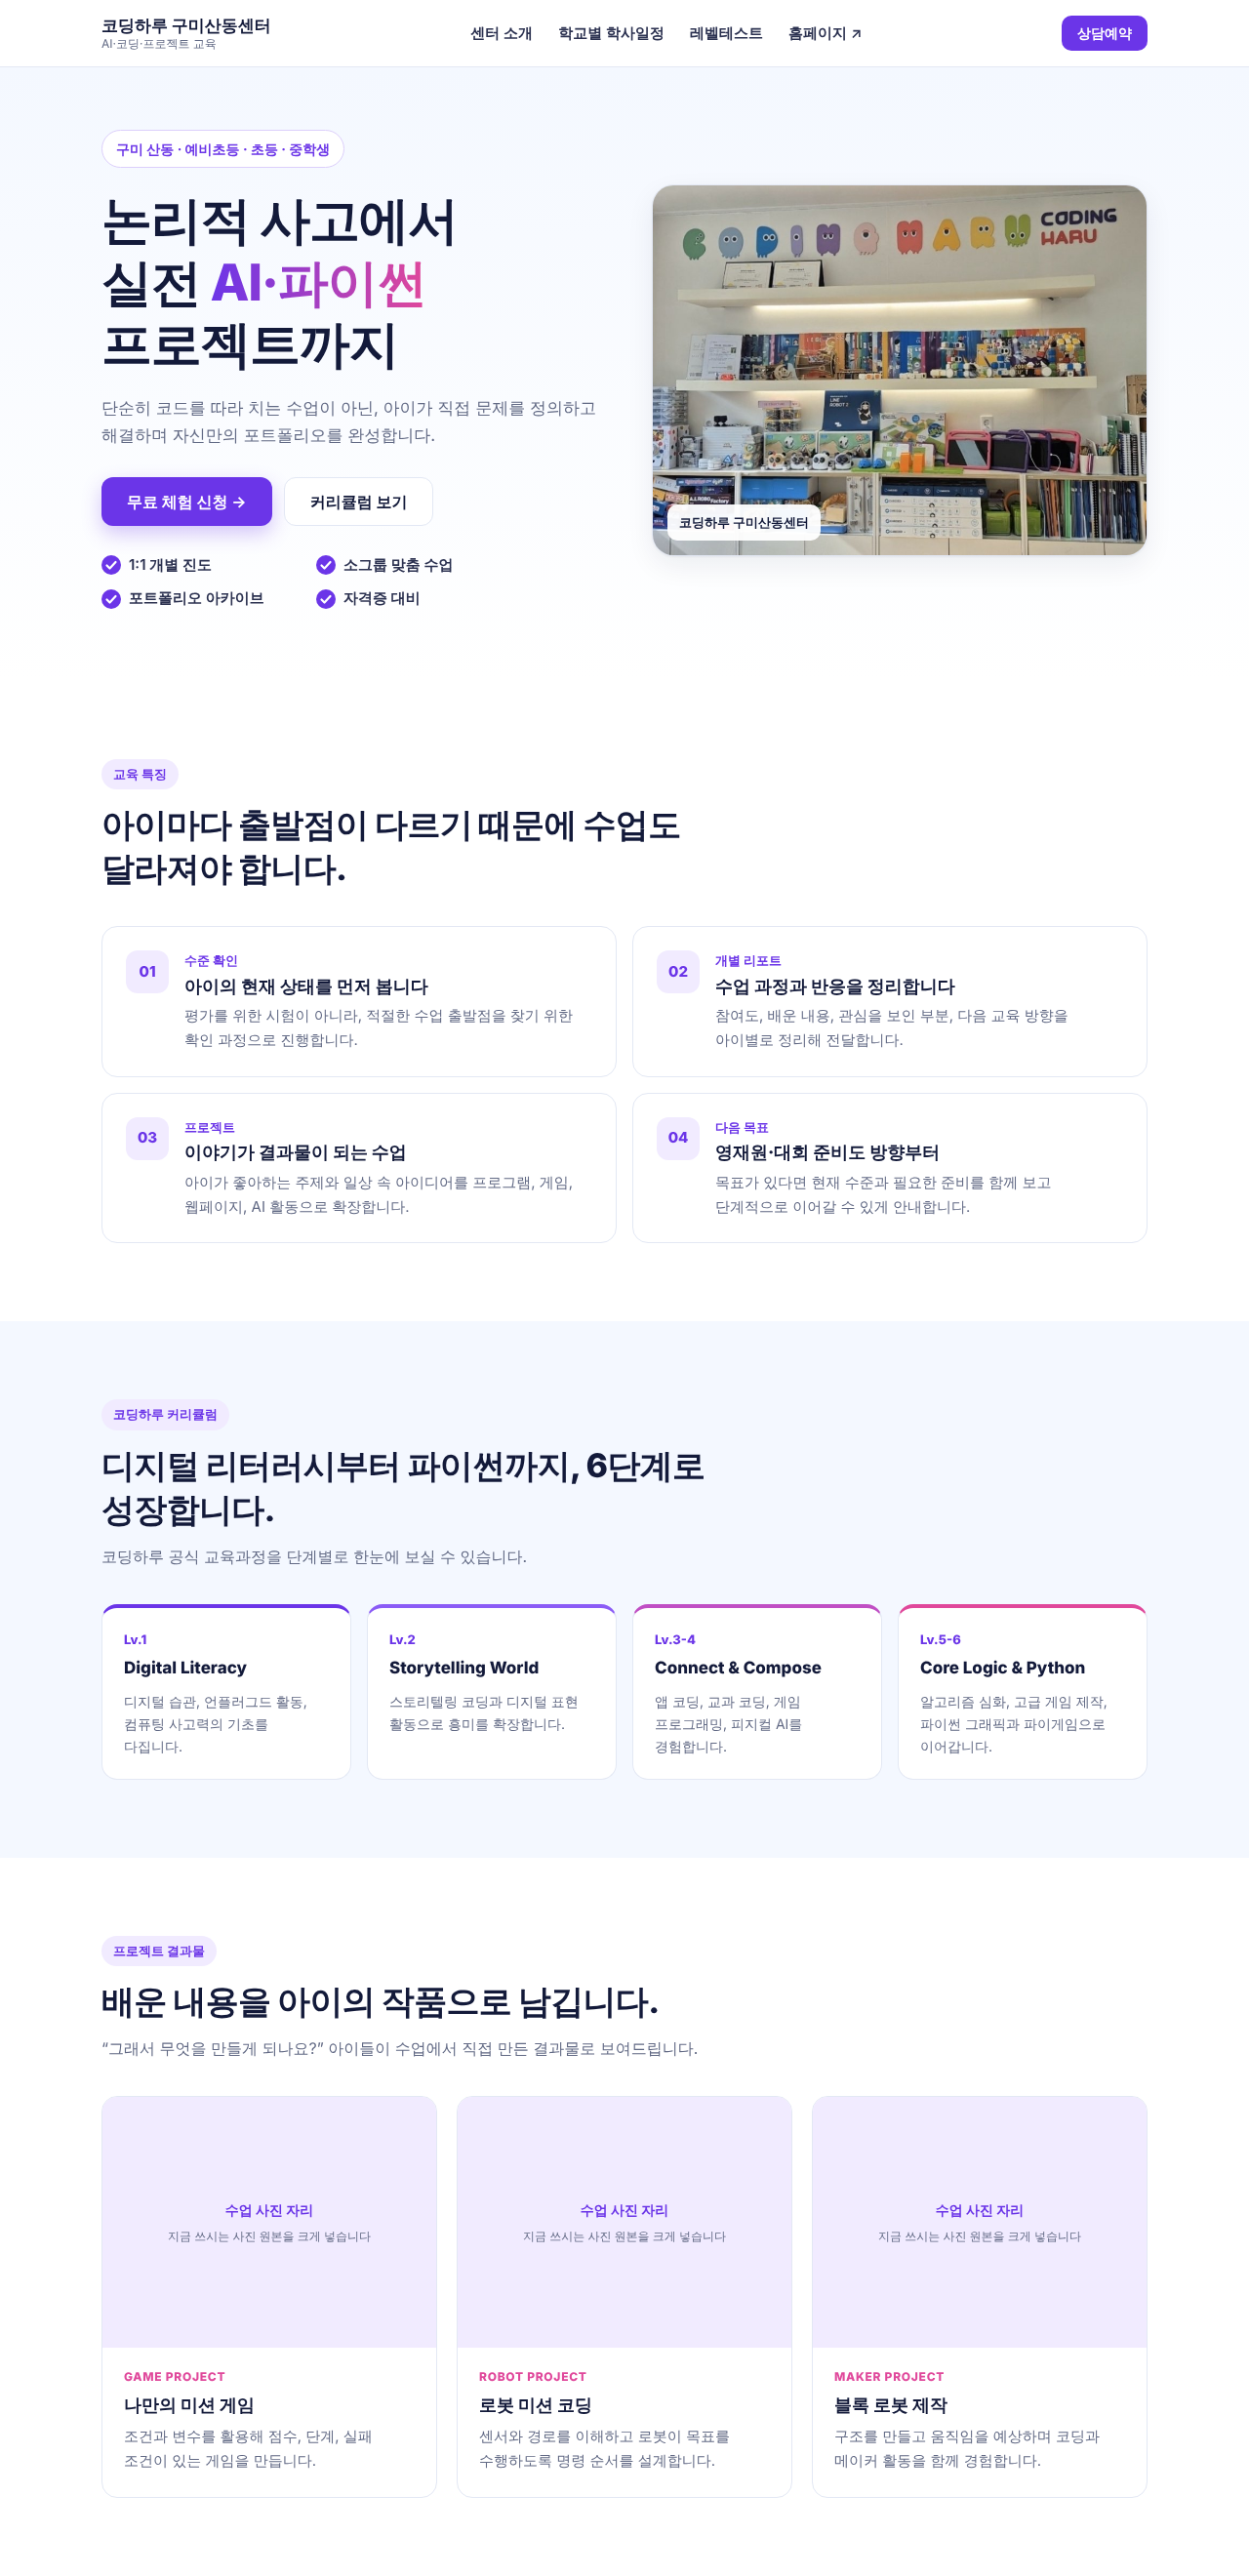 코딩하루 구미산동센터
AI·코딩·프로젝트 교육
센터 소개
학교별 학사일정
레벨테스트
홈페이지 ↗
상담예약
구미 산동 · 예비초등 · 초등 · 중학생
논리적 사고에서
실전 AI·파이썬
프로젝트까지
단순히 코드를 따라 치는 수업이 아닌, 아이가 직접 문제를 정의하고
해결하며 자신만의 포트폴리오를 완성합니다.
무료 체험 신청 →
커리큘럼 보기
1:1 개별 진도
소그룹 맞춤 수업
포트폴리오 아카이브
자격증 대비
CODING HARU
CODING
HARU
코딩하루 구미산동센터
교육 특징
아이마다 출발점이 다르기 때문에 수업도
달라져야 합니다.
01
수준 확인
아이의 현재 상태를 먼저 봅니다
평가를 위한 시험이 아니라, 적절한 수업 출발점을 찾기 위한
확인 과정으로 진행합니다.
02
개별 리포트
수업 과정과 반응을 정리합니다
참여도, 배운 내용, 관심을 보인 부분, 다음 교육 방향을
아이별로 정리해 전달합니다.
03
프로젝트
이야기가 결과물이 되는 수업
아이가 좋아하는 주제와 일상 속 아이디어를 프로그램, 게임,
웹페이지, AI 활동으로 확장합니다.
04
다음 목표
영재원·대회 준비도 방향부터
목표가 있다면 현재 수준과 필요한 준비를 함께 보고
단계적으로 이어갈 수 있게 안내합니다.
코딩하루 커리큘럼
디지털 리터러시부터 파이썬까지, 6단계로
성장합니다.
코딩하루 공식 교육과정을 단계별로 한눈에 보실 수 있습니다.
Lv.1
Digital Literacy
디지털 습관, 언플러그드 활동,
컴퓨팅 사고력의 기초를
다집니다.
Lv.2
Storytelling World
스토리텔링 코딩과 디지털 표현
활동으로 흥미를 확장합니다.
Lv.3-4
Connect & Compose
앱 코딩, 교과 코딩, 게임
프로그래밍, 피지컬 AI를
경험합니다.
Lv.5-6
Core Logic & Python
알고리즘 심화, 고급 게임 제작,
파이썬 그래픽과 파이게임으로
이어갑니다.
프로젝트 결과물
배운 내용을 아이의 작품으로 남깁니다.
“그래서 무엇을 만들게 되나요?” 아이들이 수업에서 직접 만든 결과물로 보여드립니다.
수업 사진 자리
지금 쓰시는 사진 원본을 크게 넣습니다
GAME PROJECT
나만의 미션 게임
조건과 변수를 활용해 점수, 단계, 실패
조건이 있는 게임을 만듭니다.
수업 사진 자리
지금 쓰시는 사진 원본을 크게 넣습니다
ROBOT PROJECT
로봇 미션 코딩
센서와 경로를 이해하고 로봇이 목표를
수행하도록 명령 순서를 설계합니다.
수업 사진 자리
지금 쓰시는 사진 원본을 크게 넣습니다
MAKER PROJECT
블록 로봇 제작
구조를 만들고 움직임을 예상하며 코딩과
메이커 활동을 함께 경험합니다.